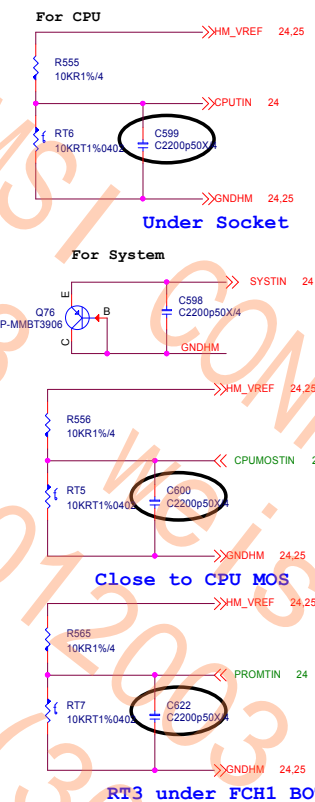 For CPU
HM_VREF 24,25
R555
10KR1%/4
CPUTIN 24
RT6
10KRT1%0402
C599
C2200p50X/4
GNDHM 24,25
Under Socket
For System
SYSTIN 24
E
Q76
B
P-MMBT3906
C
C598
C2200p50X/4
GNDHM
HM_VREF 24,25
R556
10KR1%/4
CPUMOSTIN 2
RT5
10KRT1%0402
C600
C2200p50X/4
GNDHM 24,25
Close to CPU MOS
HM_VREF 24,25
R565
10KR1%/4
PROMTIN 24
RT7
10KRT1%0402
C622
C2200p50X/4
GNDHM 24,25
RT3 under FCH1 BO